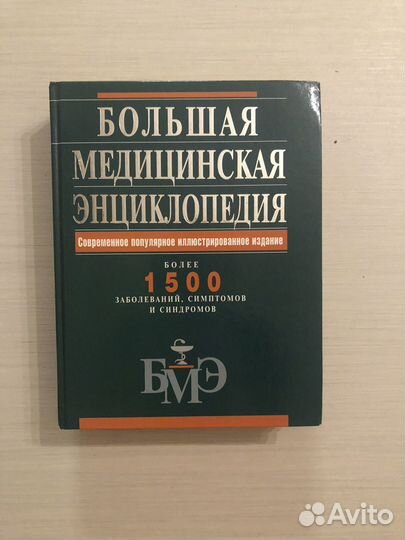 БОЛЬШАЯ
МЕДИЦИНСКАЯ
ЭНЦИКЛОПЕДИЯ
Современное популярное иллюстрированное издание
БОЛЕЕ
1500
ЗАБОЛЕВАНИЙ, СИМПТОМОВ
И СИНДРОМОВ
БМЭ
Avito